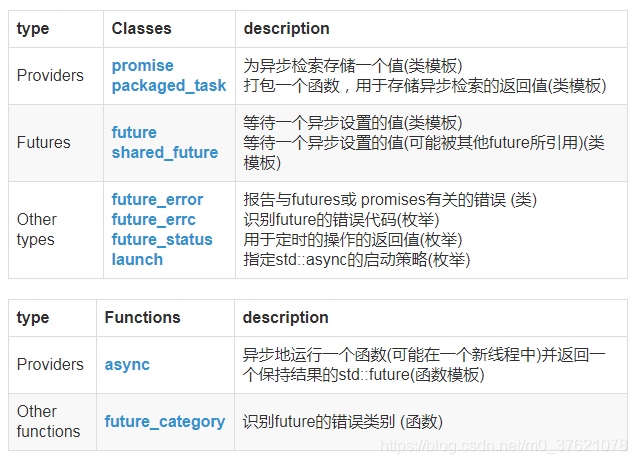 type Classes description
Providers promise 为异步检索存储一个值(类模板)
packaged_task 打包一个函数，用于存储异步检索的返回值(类模板)
Futures future 等待一个异步设置的值(类模板)
shared_future 等待一个异步设置的值(可能被其他future所引用)(类
模板)
Other types future_error 报告与futures或 promises有关的错误 (类)
future_errc 识别future的错误代码(枚举)
future_status 用于定时的操作的返回值(枚举)
launch 指定std::async的启动策略(枚举)
type Functions description
Providers async 异步地运行一个函数(可能在一个新线程中)并返回一
个保持结果的std::future(函数模板)
Other functions future_category 识别future的错误类别 (函数)
https://blog.csdn.net/m0_37621078